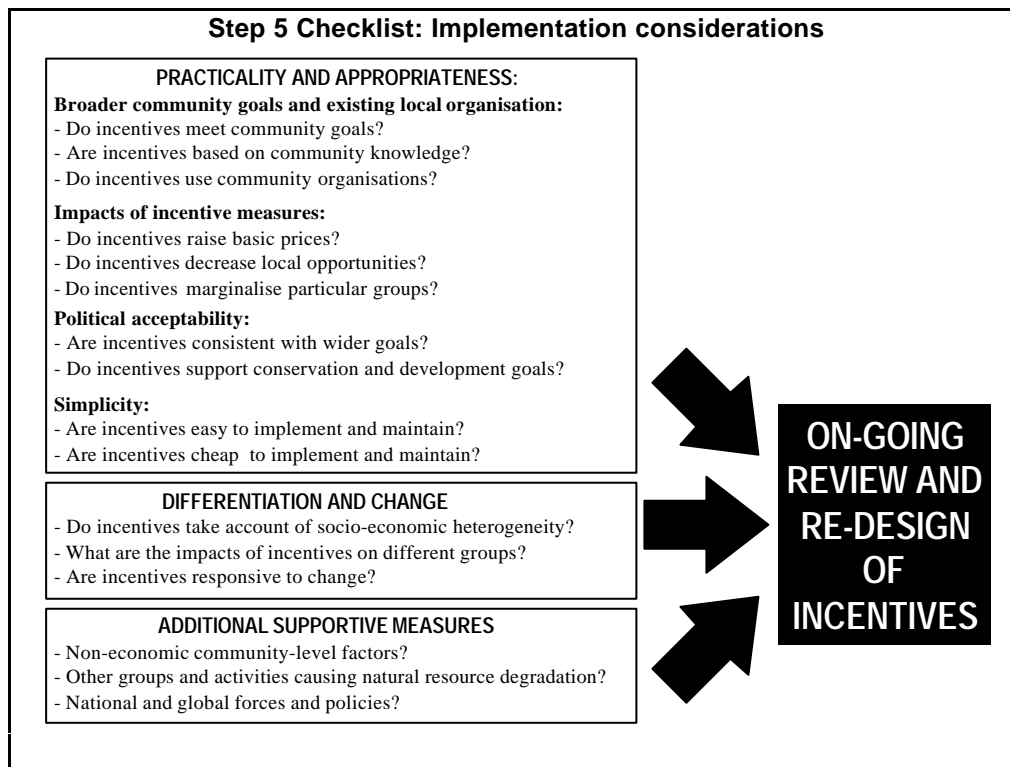 Step 5 Checklist: Implementation considerations
PRACTICALITY AND APPROPRIATENESS:
Broader community goals and existing local organisation:
- Do incentives meet community goals?
- Are incentives based on community knowledge?
- Do incentives use community organisations?
Impacts of incentive measures:
- Do incentives raise basic prices?
- Do incentives decrease local opportunities?
- Do incentives marginalise particular groups?
Political acceptability:
- Are incentives consistent with wider goals?
- Do incentives support conservation and development goals?
Simplicity:
- Are incentives easy to implement and maintain?
- Are incentives cheap to implement and maintain?
DIFFERENTIATION AND CHANGE
- Do incentives take account of socio-economic heterogeneity?
- What are the impacts of incentives on different groups?
- Are incentives responsive to change?
ADDITIONAL SUPPORTIVE MEASURES
- Non-economic community-level factors?
- Other groups and activities causing natural resource degradation?
- National and global forces and policies?
ON-GOING
REVIEW AND
RE-DESIGN
OF
INCENTIVES